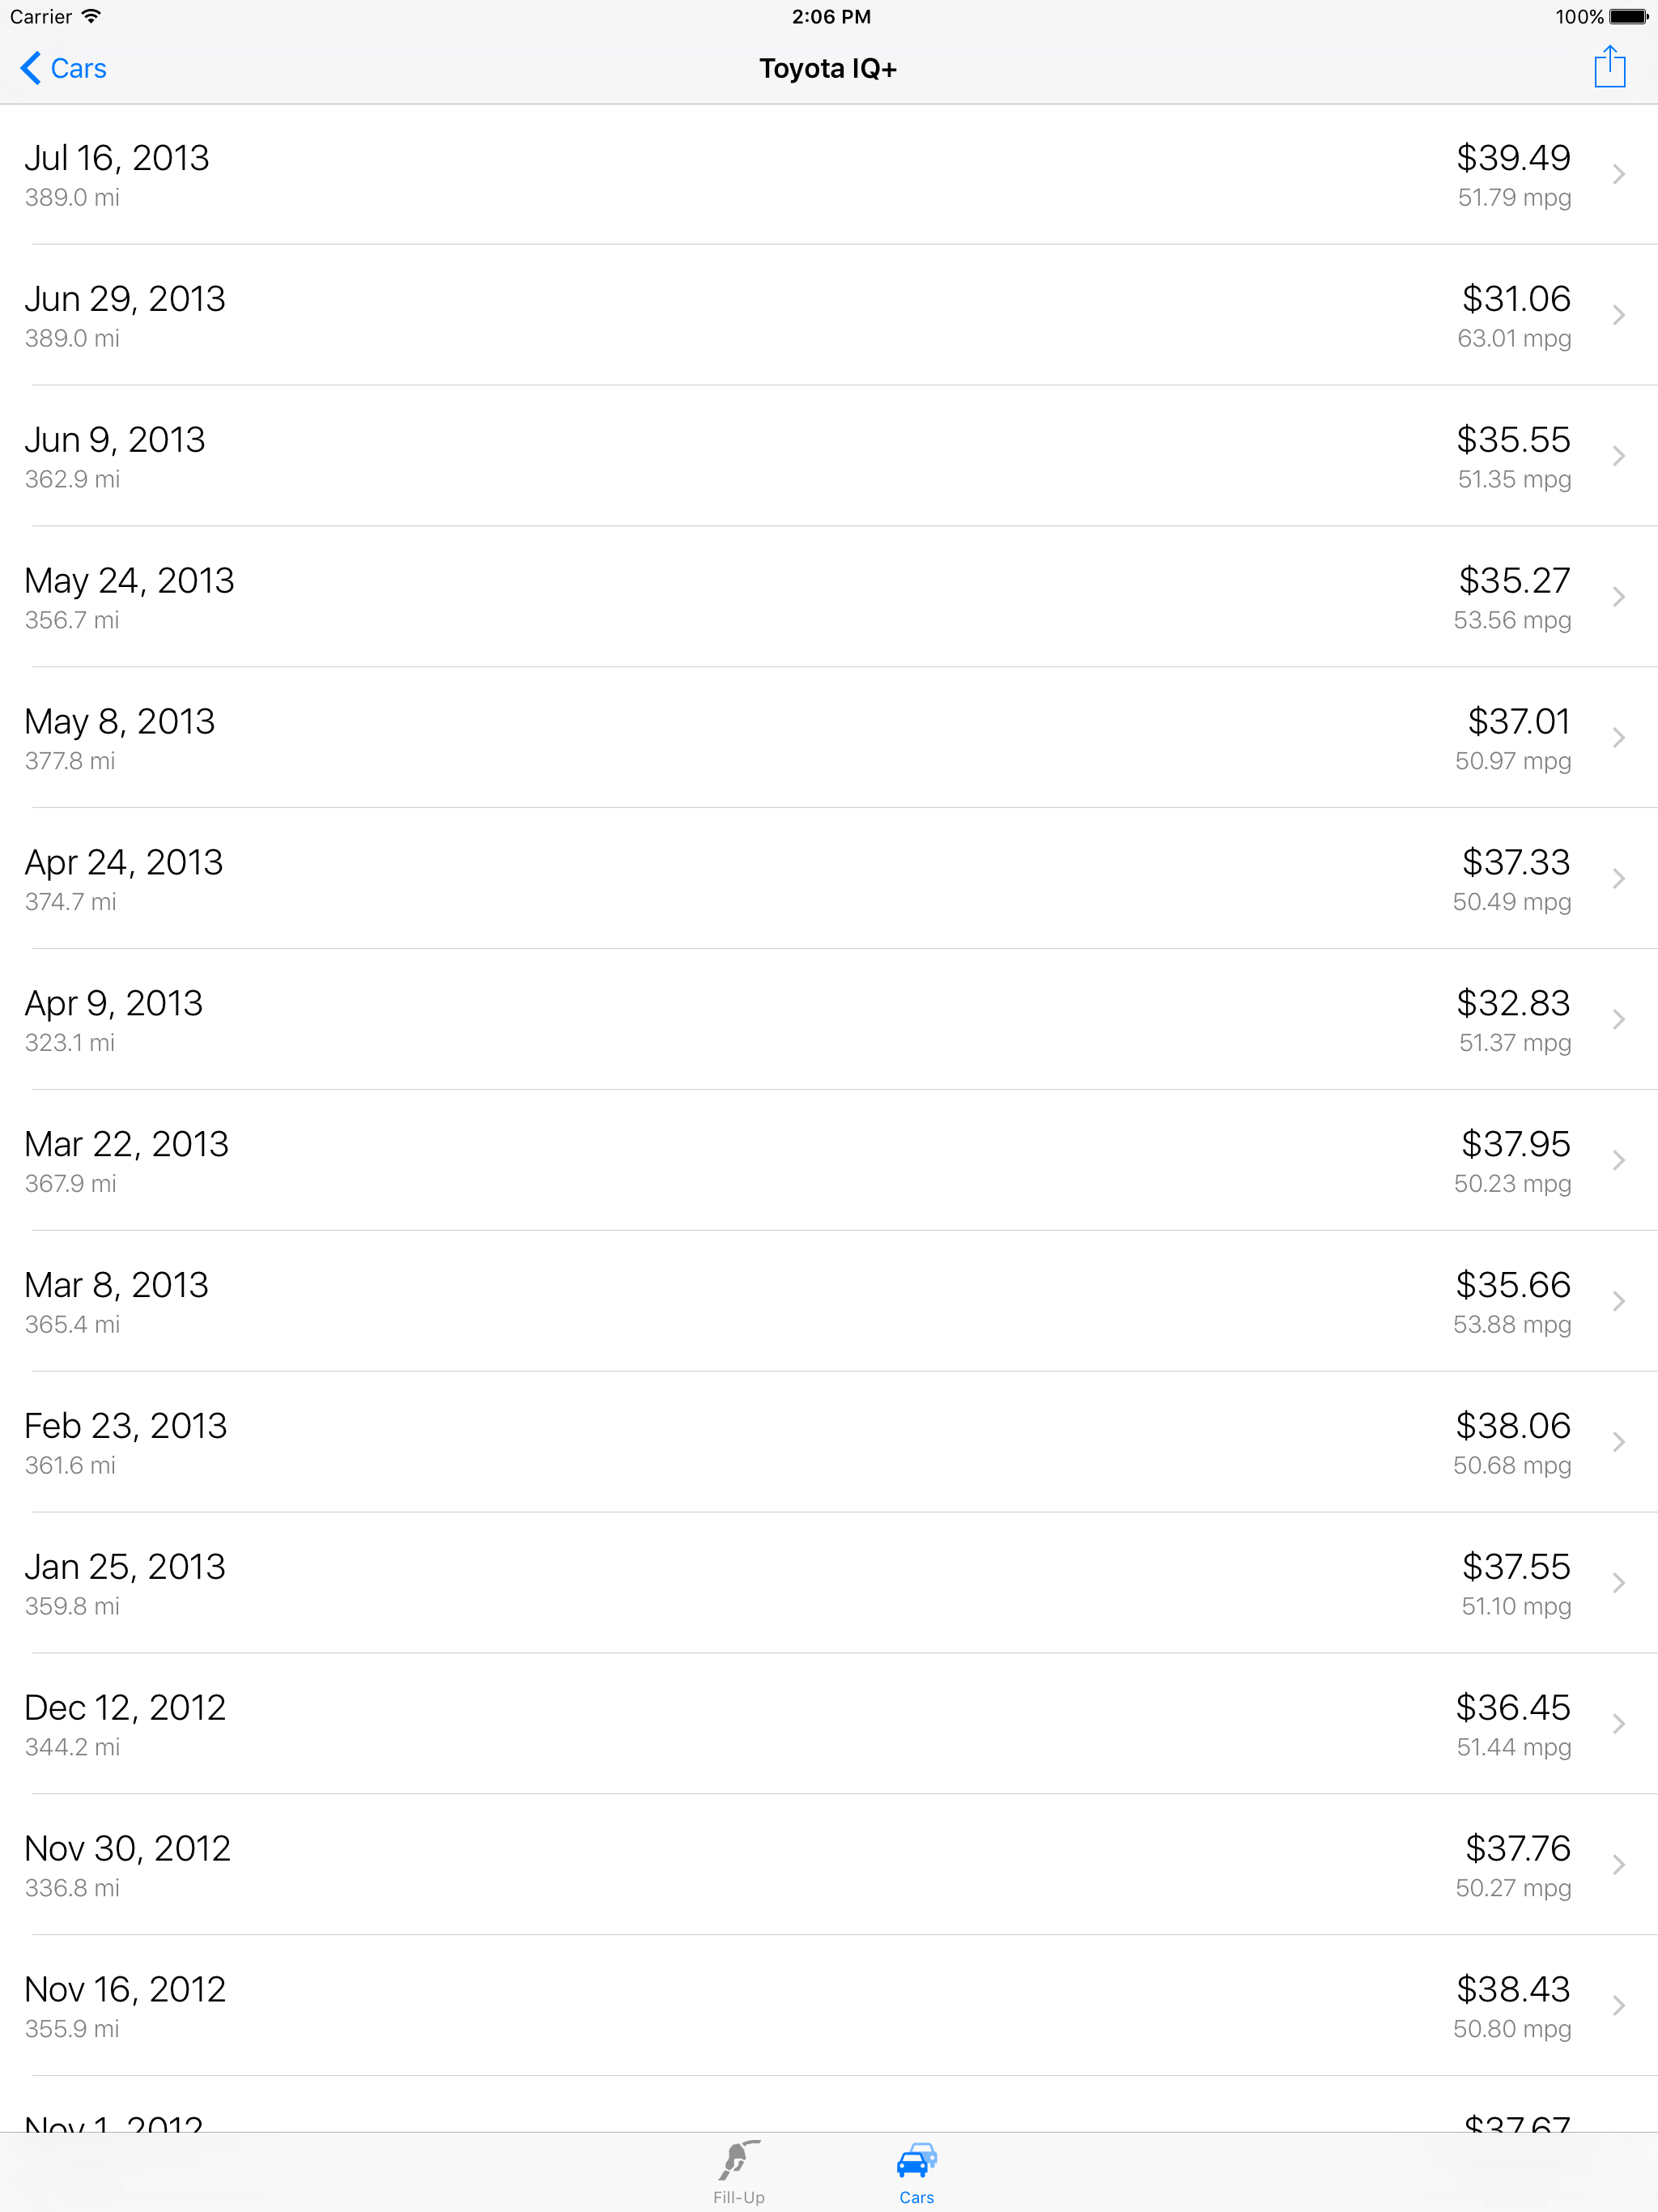 Carrier 2:06 PM 100%
Cars Toyota IQ+
Jul 16, 2013 $39.49
389.0 mi 51.79 mpg
Jun 29, 2013 $31.06
389.0 mi 63.01 mpg
Jun 9, 2013 $35.55
362.9 mi 51.35 mpg
May 24, 2013 $35.27
356.7 mi 53.56 mpg
May 8, 2013 $37.01
377.8 mi 50.97 mpg
Apr 24, 2013 $37.33
374.7 mi 50.49 mpg
Apr 9, 2013 $32.83
323.1 mi 51.37 mpg
Mar 22, 2013 $37.95
367.9 mi 50.23 mpg
Mar 8, 2013 $35.66
365.4 mi 53.88 mpg
Feb 23, 2013 $38.06
361.6 mi 50.68 mpg
Jan 25, 2013 $37.55
359.8 mi 51.10 mpg
Dec 12, 2012 $36.45
344.2 mi 51.44 mpg
Nov 30, 2012 $37.76
336.8 mi 50.27 mpg
Nov 16, 2012 $38.43
355.9 mi 50.80 mpg
Nov 1, 2012 $37.67
Fill-Up Cars